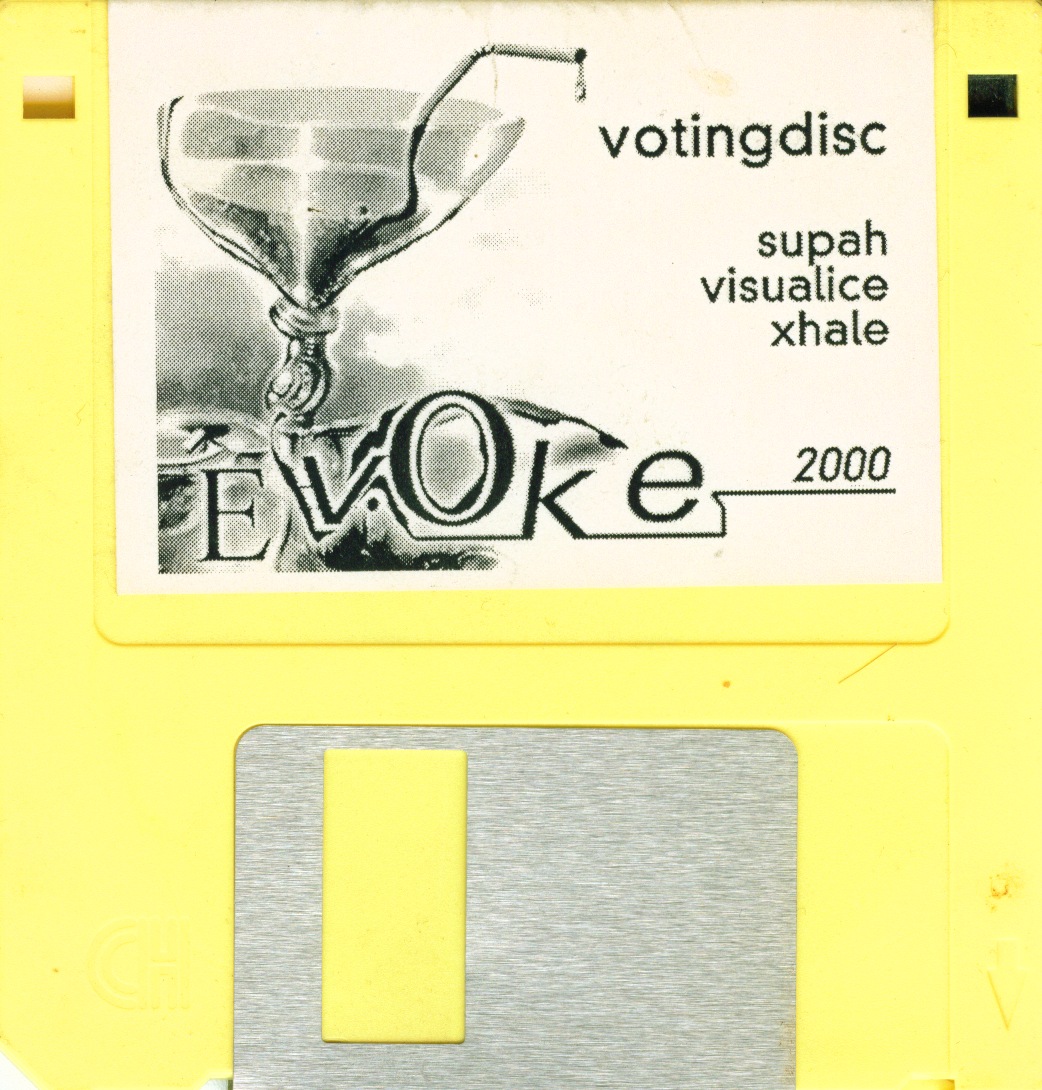 votingdisc
supah
visualice
xhale
2000
Evoke